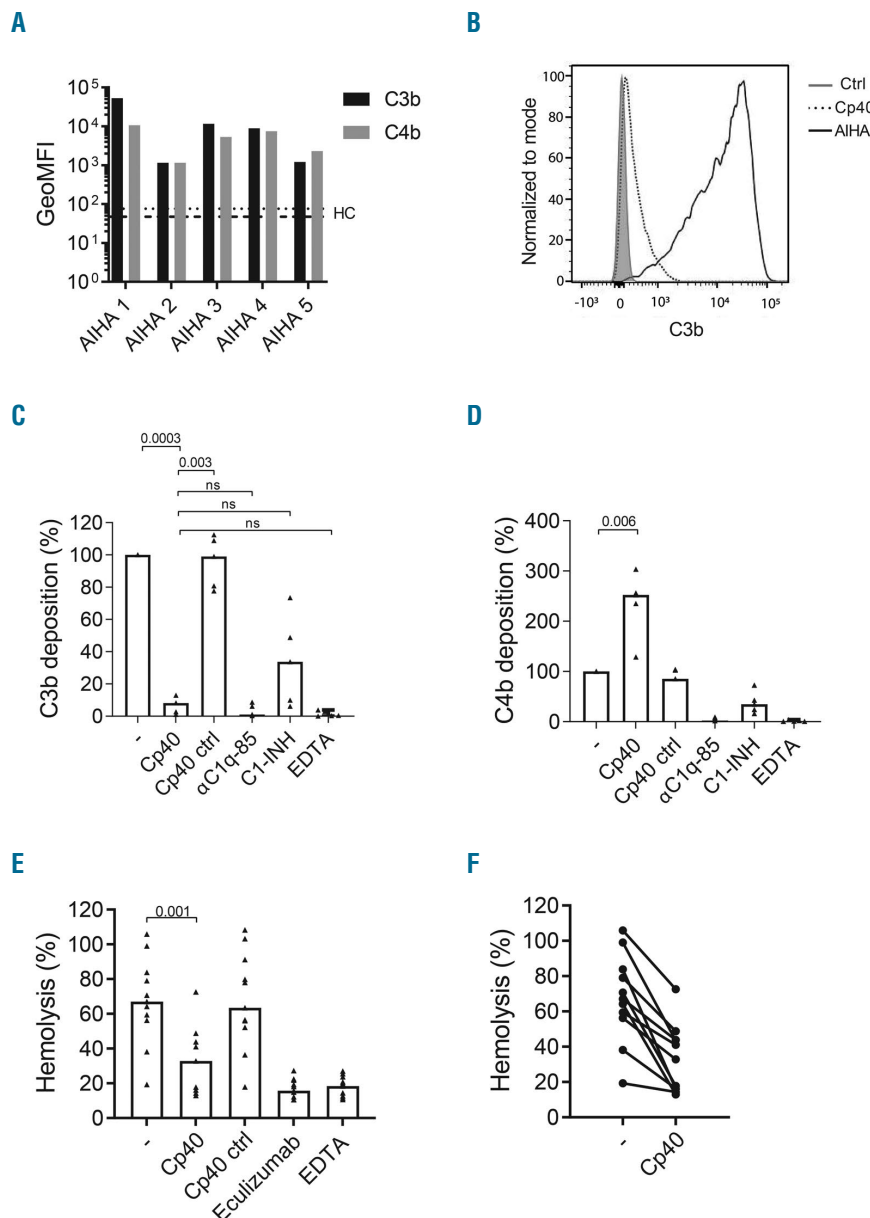 A
GeoMFI
10⁵
10⁴
10³
10²
10¹
10⁰
C3b
C4b
HC
AIHA 1
AIHA 2
AIHA 3
AIHA 4
AIHA 5
B
Normalized to mode
100
80
60
40
20
0
-10³
0
10³
10⁴
10⁵
C3b
Ctrl
Cp40
AIHA
C
0.0003
0.003
ns
ns
ns
C3b deposition (%)
120
100
80
60
40
20
0
-
Cp40
Cp40 ctrl
αC1q-85
C1-INH
EDTA
D
0.006
C4b deposition (%)
400
300
200
100
0
-
Cp40
Cp40 ctrl
αC1q-85
C1-INH
EDTA
E
0.001
Hemolysis (%)
120
100
80
60
40
20
0
-
Cp40
Cp40 ctrl
Eculizumab
EDTA
F
Hemolysis (%)
120
100
80
60
40
20
0
-
Cp40